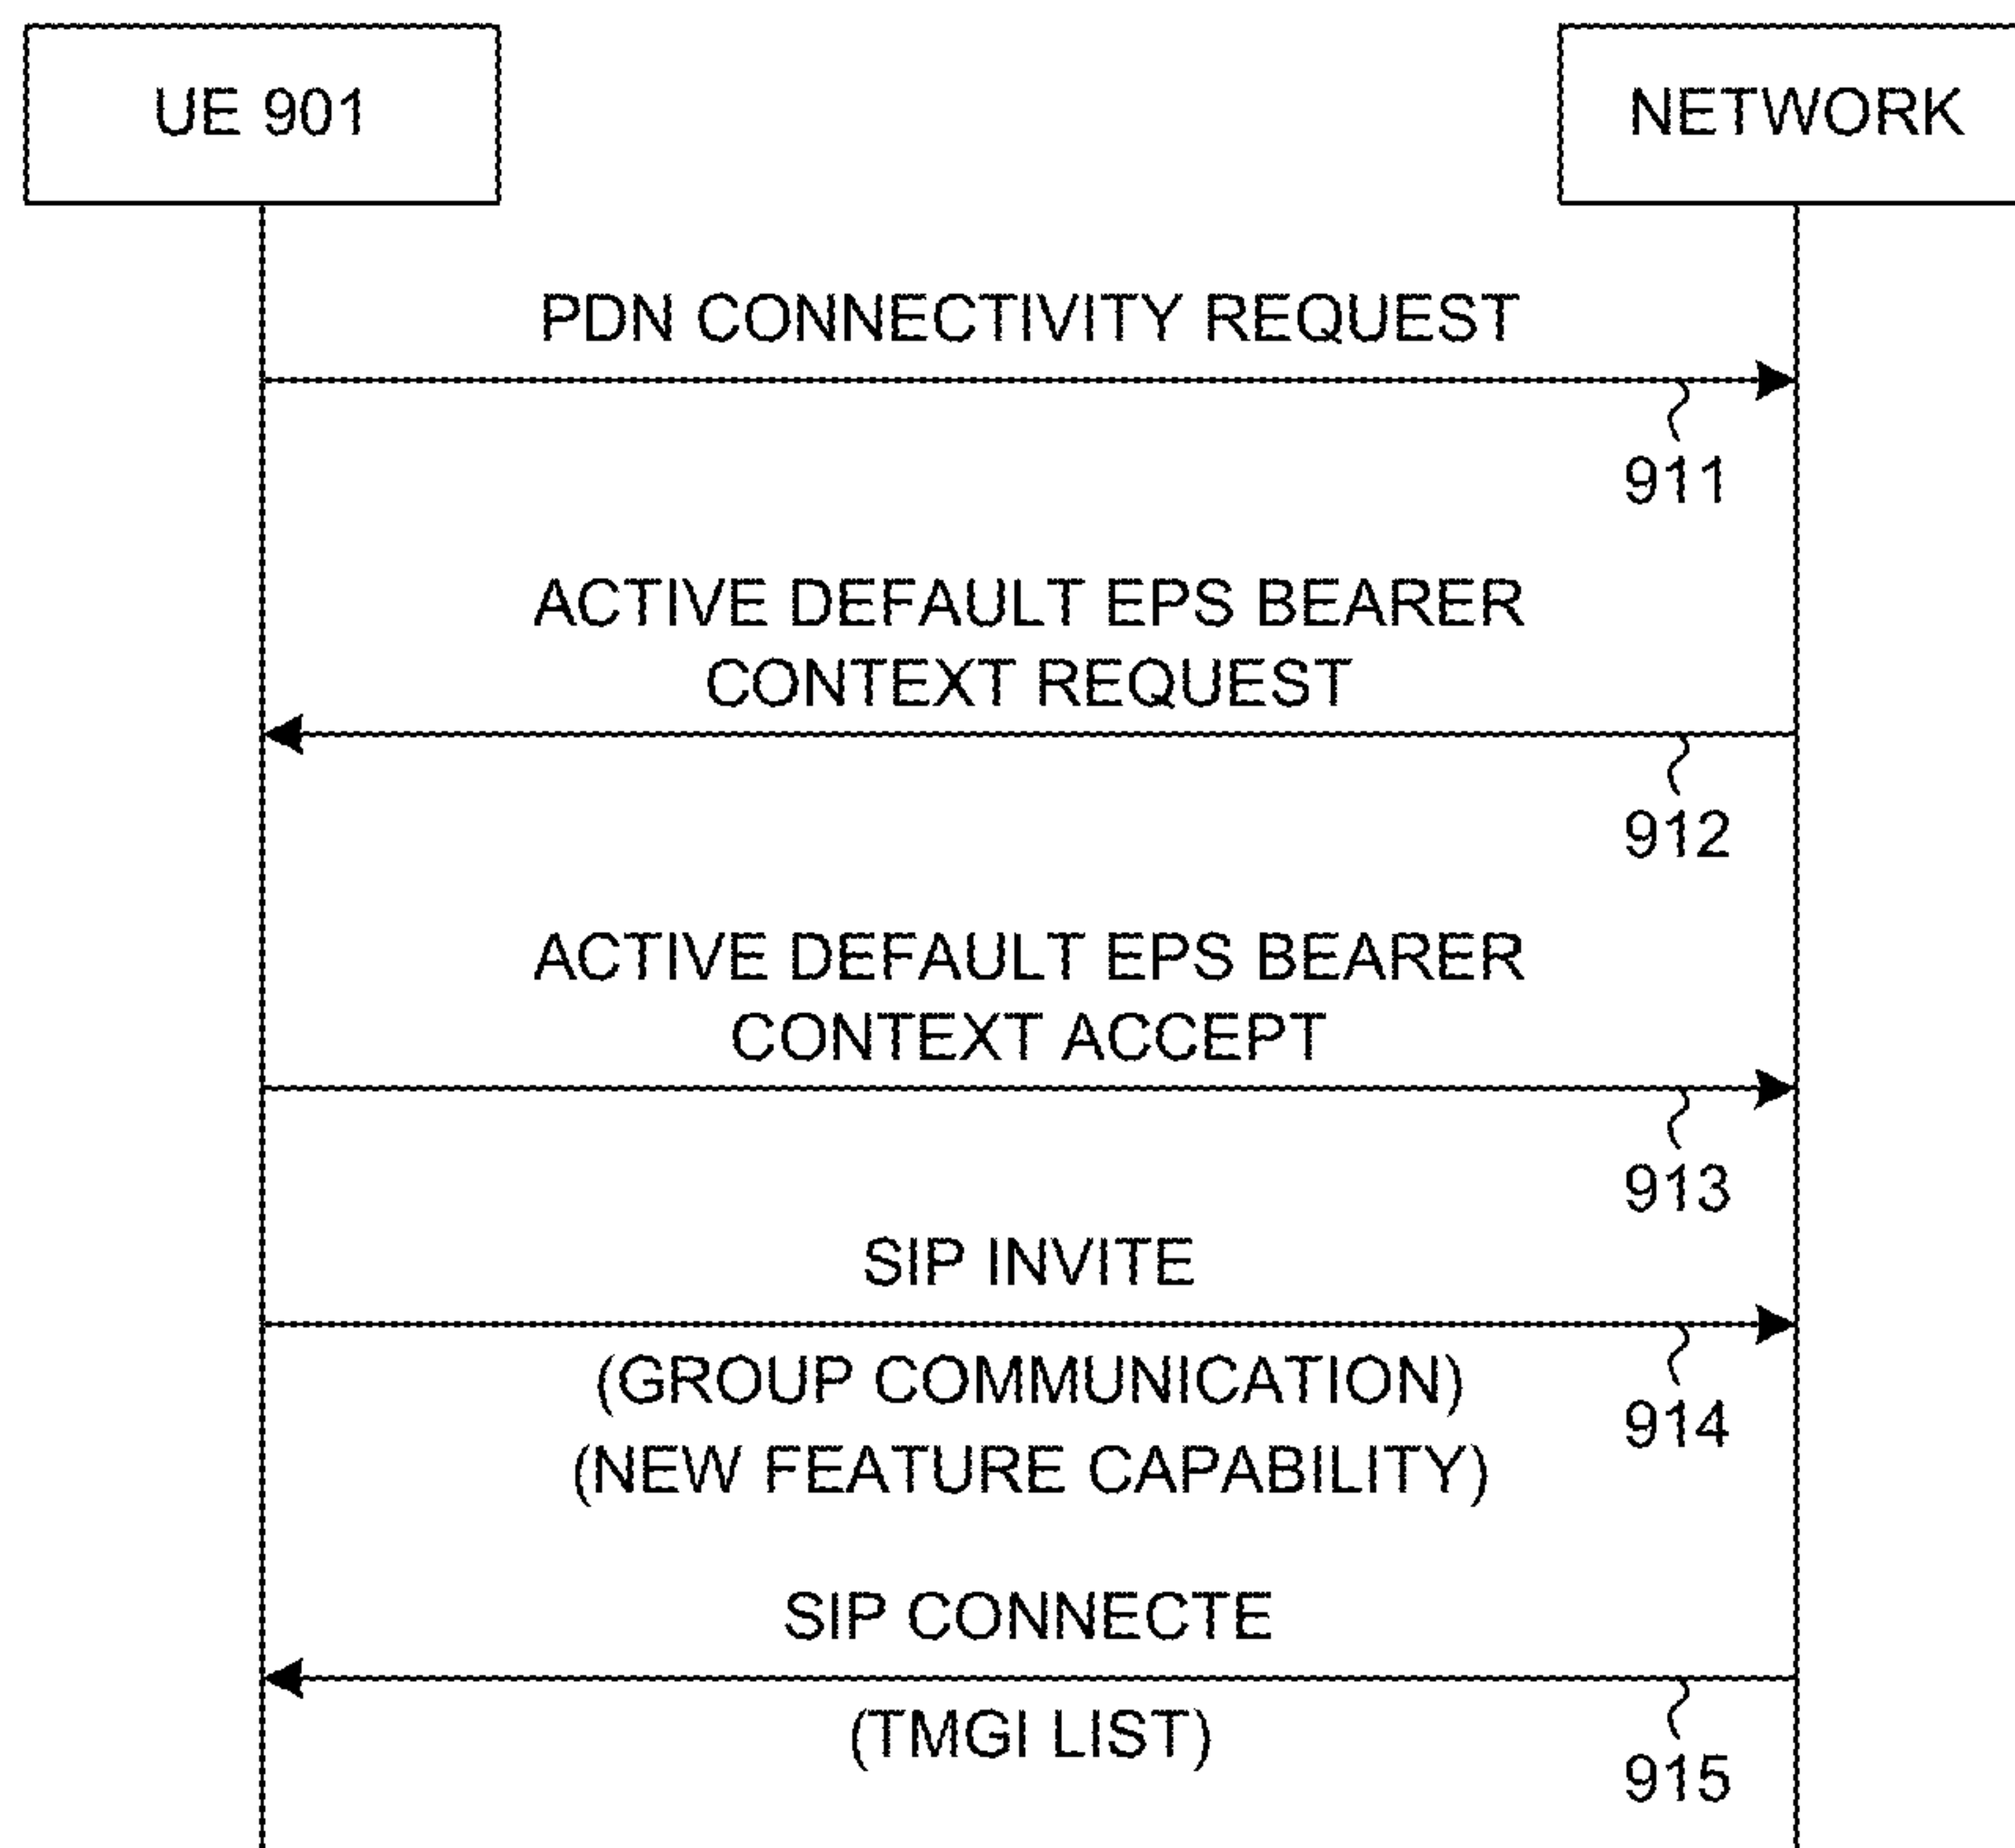 UE 901
NETWORK
PDN CONNECTIVITY REQUEST
911
ACTIVE DEFAULT EPS BEARER
CONTEXT REQUEST
912
ACTIVE DEFAULT EPS BEARER
CONTEXT ACCEPT
913
SIP INVITE
(GROUP COMMUNICATION)
914
(NEW FEATURE CAPABILITY)
SIP CONNECTE
(TMGI LIST)
915